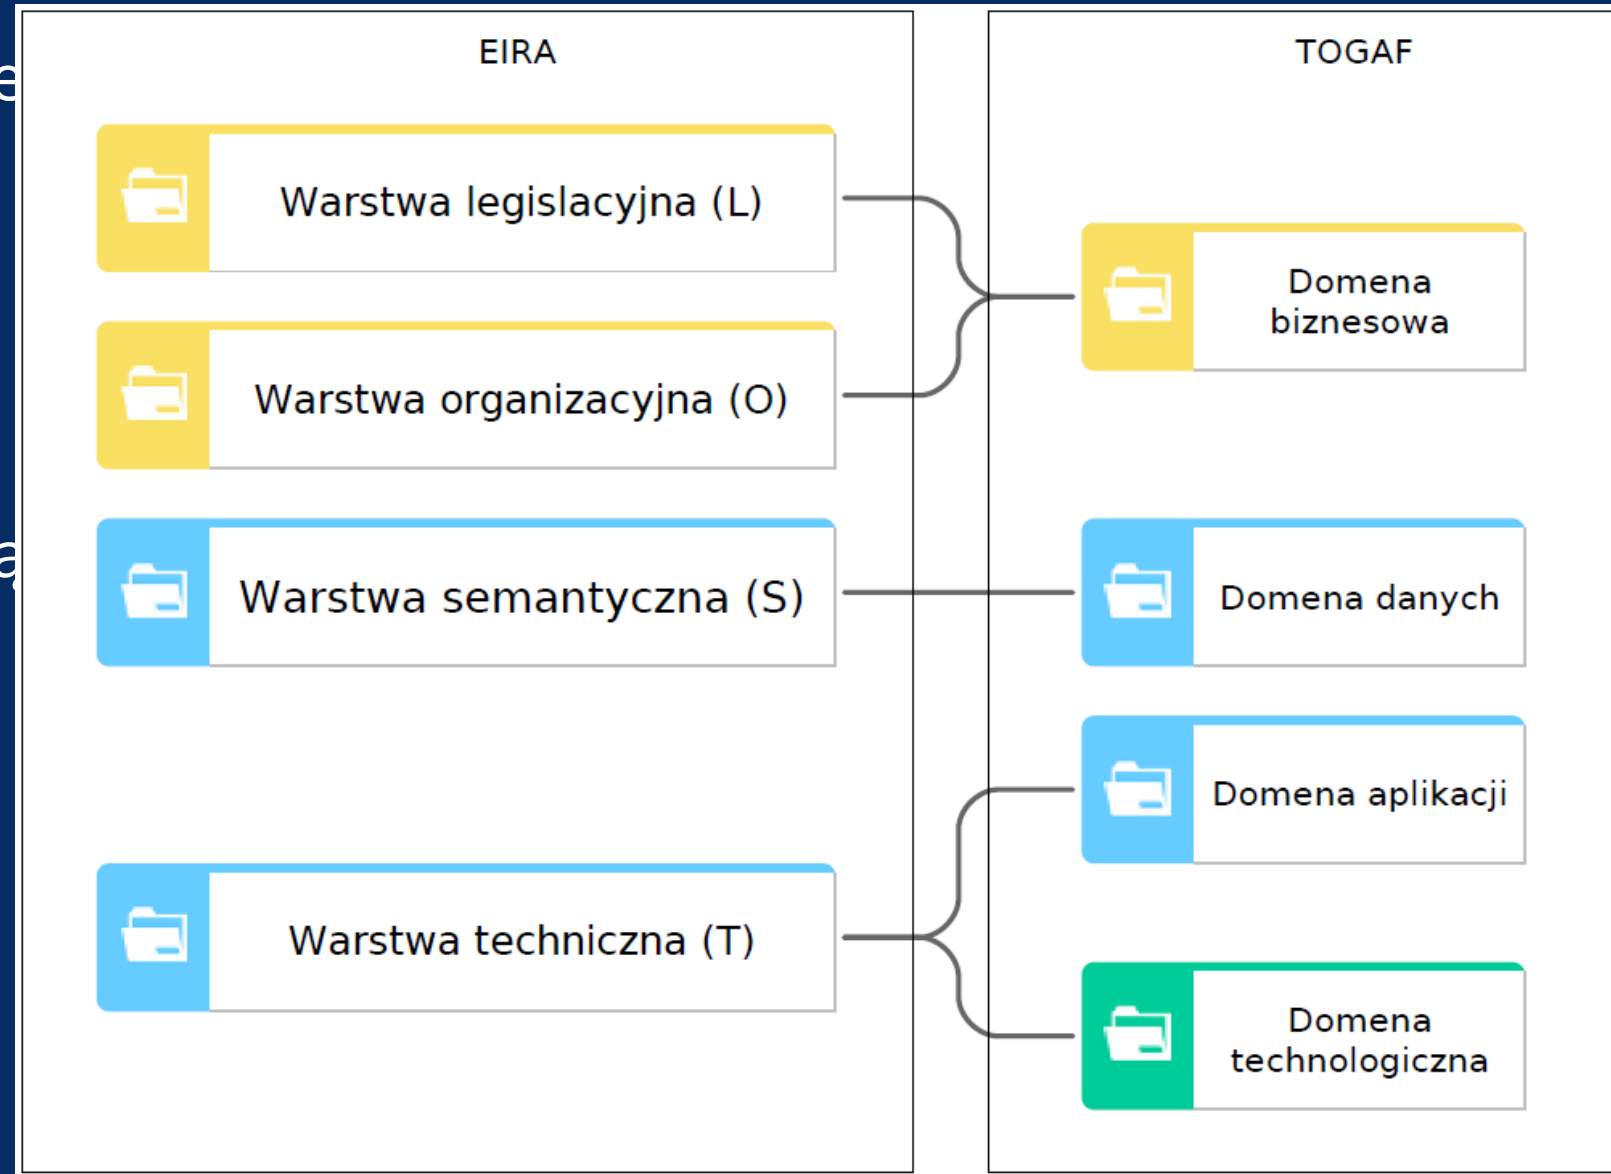 EIRA
Warstwa legislacyjna (L)
Warstwa organizacyjna (O)
Warstwa semantyczna (S)
Warstwa techniczna (T)
TOGAF
Domena
biznesowa
Domena danych
Domena aplikacji
Domena
technologiczna